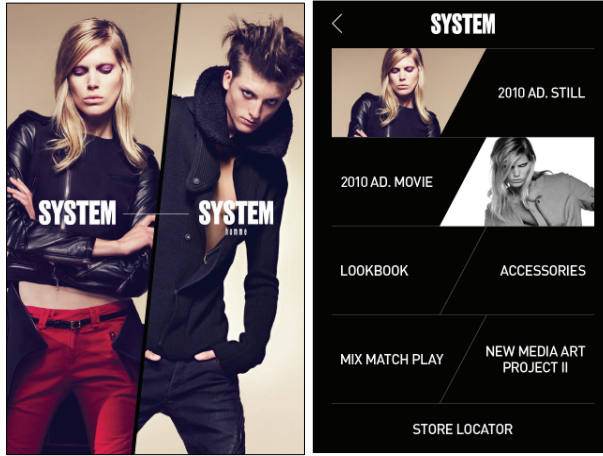 SYSTEM
SYSTEM
homme
SYSTEM
2010 AD. STILL
2010 AD. MOVIE
LOOKBOOK
ACCESSORIES
MIX MATCH PLAY
NEW MEDIA ART
PROJECT II
STORE LOCATOR